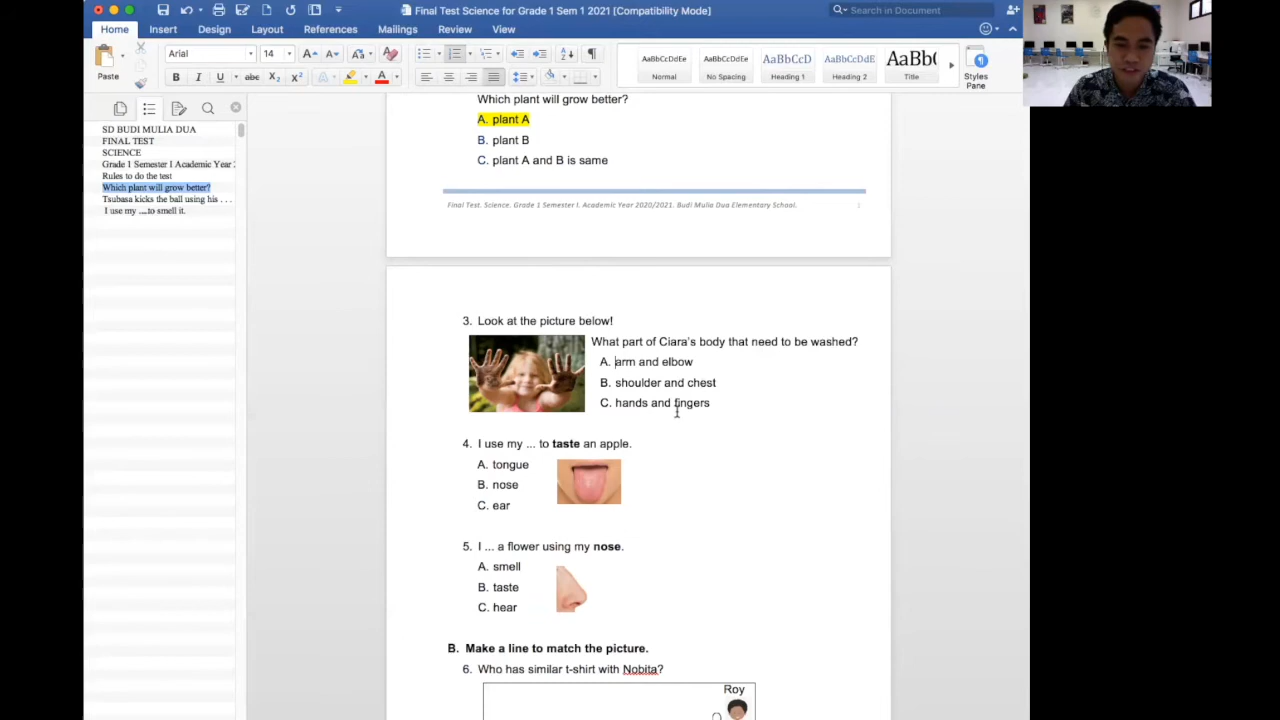 Final Test Science for Grade 1 Sem 1 2021 [Compatibility Mode]
Search in Document
Home Insert Design Layout References Mailings Review View
Paste
Arial 14
AaBbCcDdEe AaBbCcDdEe AaBbCcD AaBbCcDdE AaBb(
Normal No Spacing Heading 1 Heading 2 Title
Styles
Pane
SD BUDI MULIA DUA
FINAL TEST
SCIENCE
Grade 1 Semester I Academic Year
Rules to do the test
Which plant will grow better?
Tsubasa kicks the ball using his . . .
I use my ....to smell it.
Which plant will grow better?
A. plant A
B. plant B
C. plant A and B is same
Final Test. Science. Grade 1 Semester I. Academic Year 2020/2021. Budi Mulia Dua Elementary School.
3. Look at the picture below!
What part of Ciara's body that need to be washed?
A. arm and elbow
B. shoulder and chest
C. hands and fingers
4. I use my ... to taste an apple.
A. tongue
B. nose
C. ear
5. I ... a flower using my nose.
A. smell
B. taste
C. hear
B. Make a line to match the picture.
6. Who has similar t-shirt with Nobita?
Roy